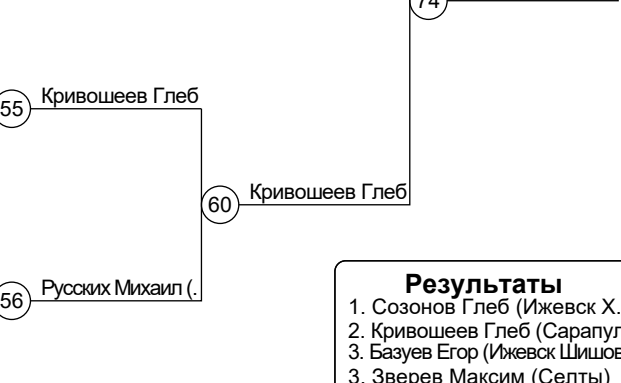 74
Кривошеев Глеб
55
Кривошеев Глеб
60
Русских Михаил (.
56
Результаты
1. Созонов Глеб (Ижевск Х.
2. Кривошеев Глеб (Сарапул
3. Базуев Егор (Ижевск Шишов
3. Зверев Максим (Селты)